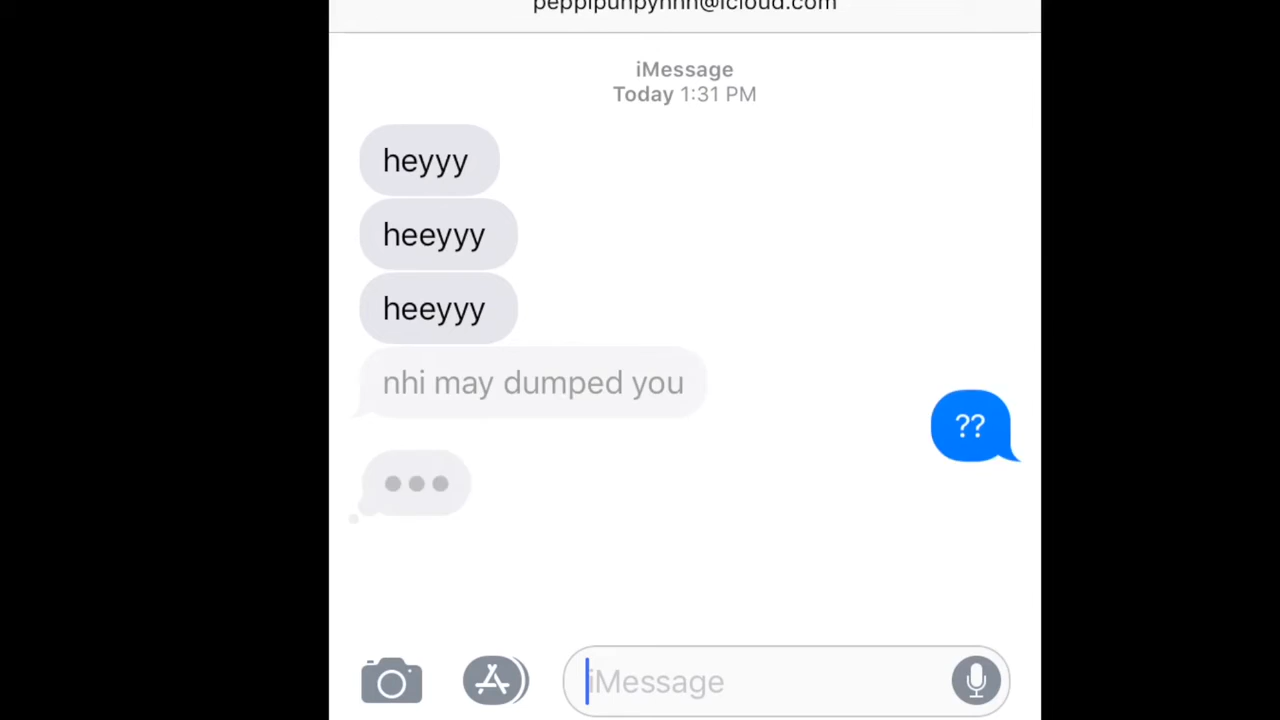 iMessage
Today 1:31 PM
heyyy
heeyyy
heeyyy
nhi may dumped you
??
iMessage